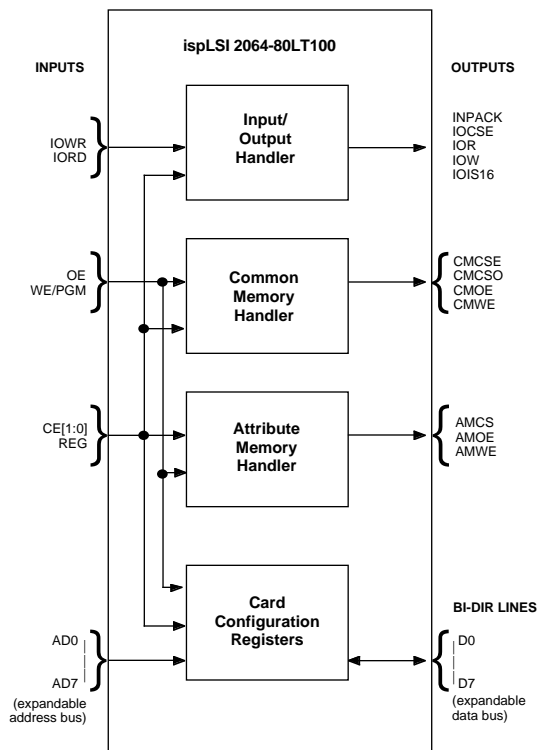 ispLSI 2064-80LT100
INPUTS
OUTPUTS
IOWR
IORD
Input/
Output
Handler
INPACK
IOCSE
IOR
IOW
IOIS16
OE
WE/PGM
Common
Memory
Handler
CMCSE
CMCSO
CMOE
CMWE
CE[1:0]
REG
Attribute
Memory
Handler
AMCS
AMOE
AMWE
Card
Configuration
Registers
BI-DIR LINES
AD0
AD7
(expandable
address bus)
D0
D7
(expandable
data bus)